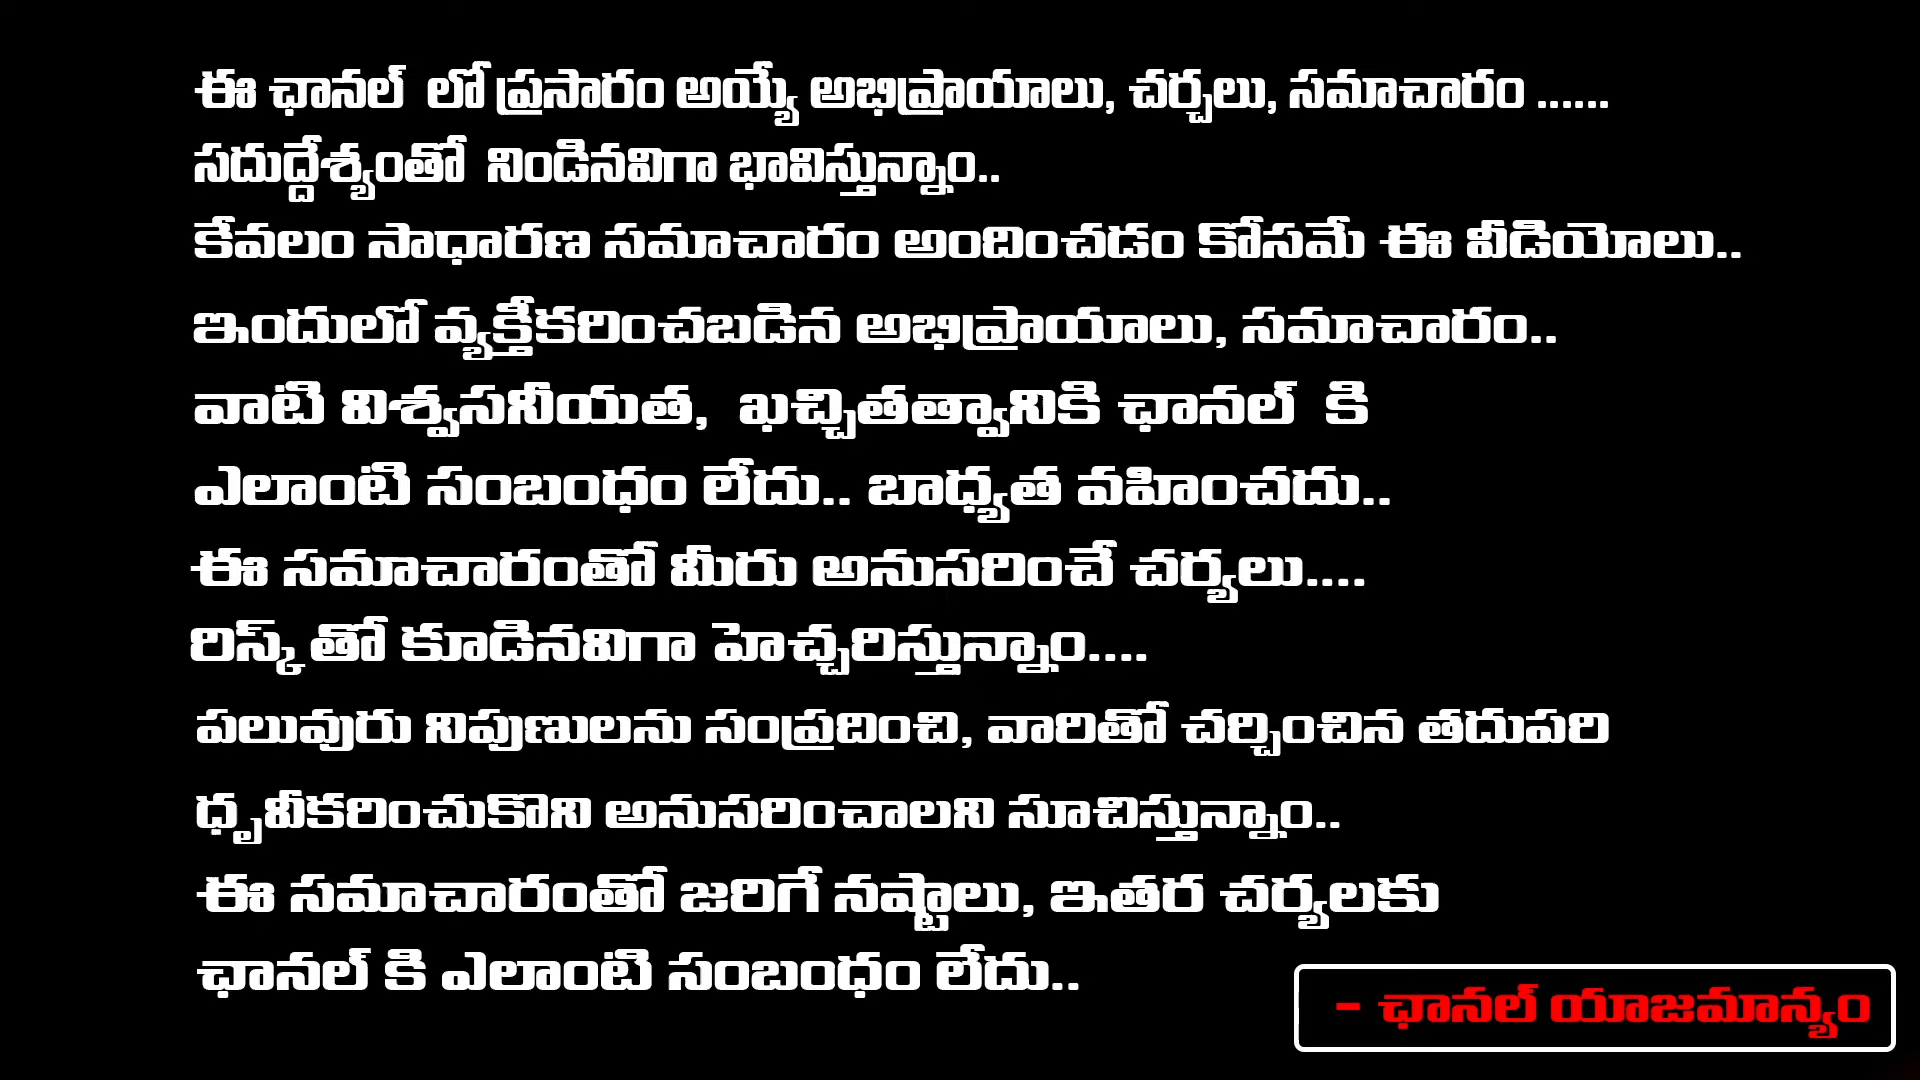 ఈ ఛానల్ లో ప్రసారం అయ్యే అభిప్రాయాలు, చర్చలు, సమాచారం ......
సదుద్దేశ్యంతో నిండినవిగా భావిస్తున్నాం..
కేవలం సాధారణ సమాచారం అందించడం కోసమే ఈ వీడియోలు..
ఇందులో వ్యక్తీకరించబడిన అభిప్రాయాలు, సమాచారం..
వాటి విశ్వసనీయత, ఖచ్చితత్వానికి ఛానల్ కి
ఎలాంటి సంబంధం లేదు.. బాధ్యత వహించదు..
ఈ సమాచారంతో మీరు అనుసరించే చర్యలు....
రిస్క్ తో కూడినవిగా హెచ్చరిస్తున్నాం....
పలువురు నిపుణులను సంప్రదించి, వారితో చర్చించిన తదుపరి
ధృవీకరించుకొని అనుసరించాలని సూచిస్తున్నాం..
ఈ సమాచారంతో జరిగే నష్టాలు, ఇతర చర్యలకు
ఛానల్ కి ఎలాంటి సంబంధం లేదు..
- ఛానల్ యాజమాన్యం